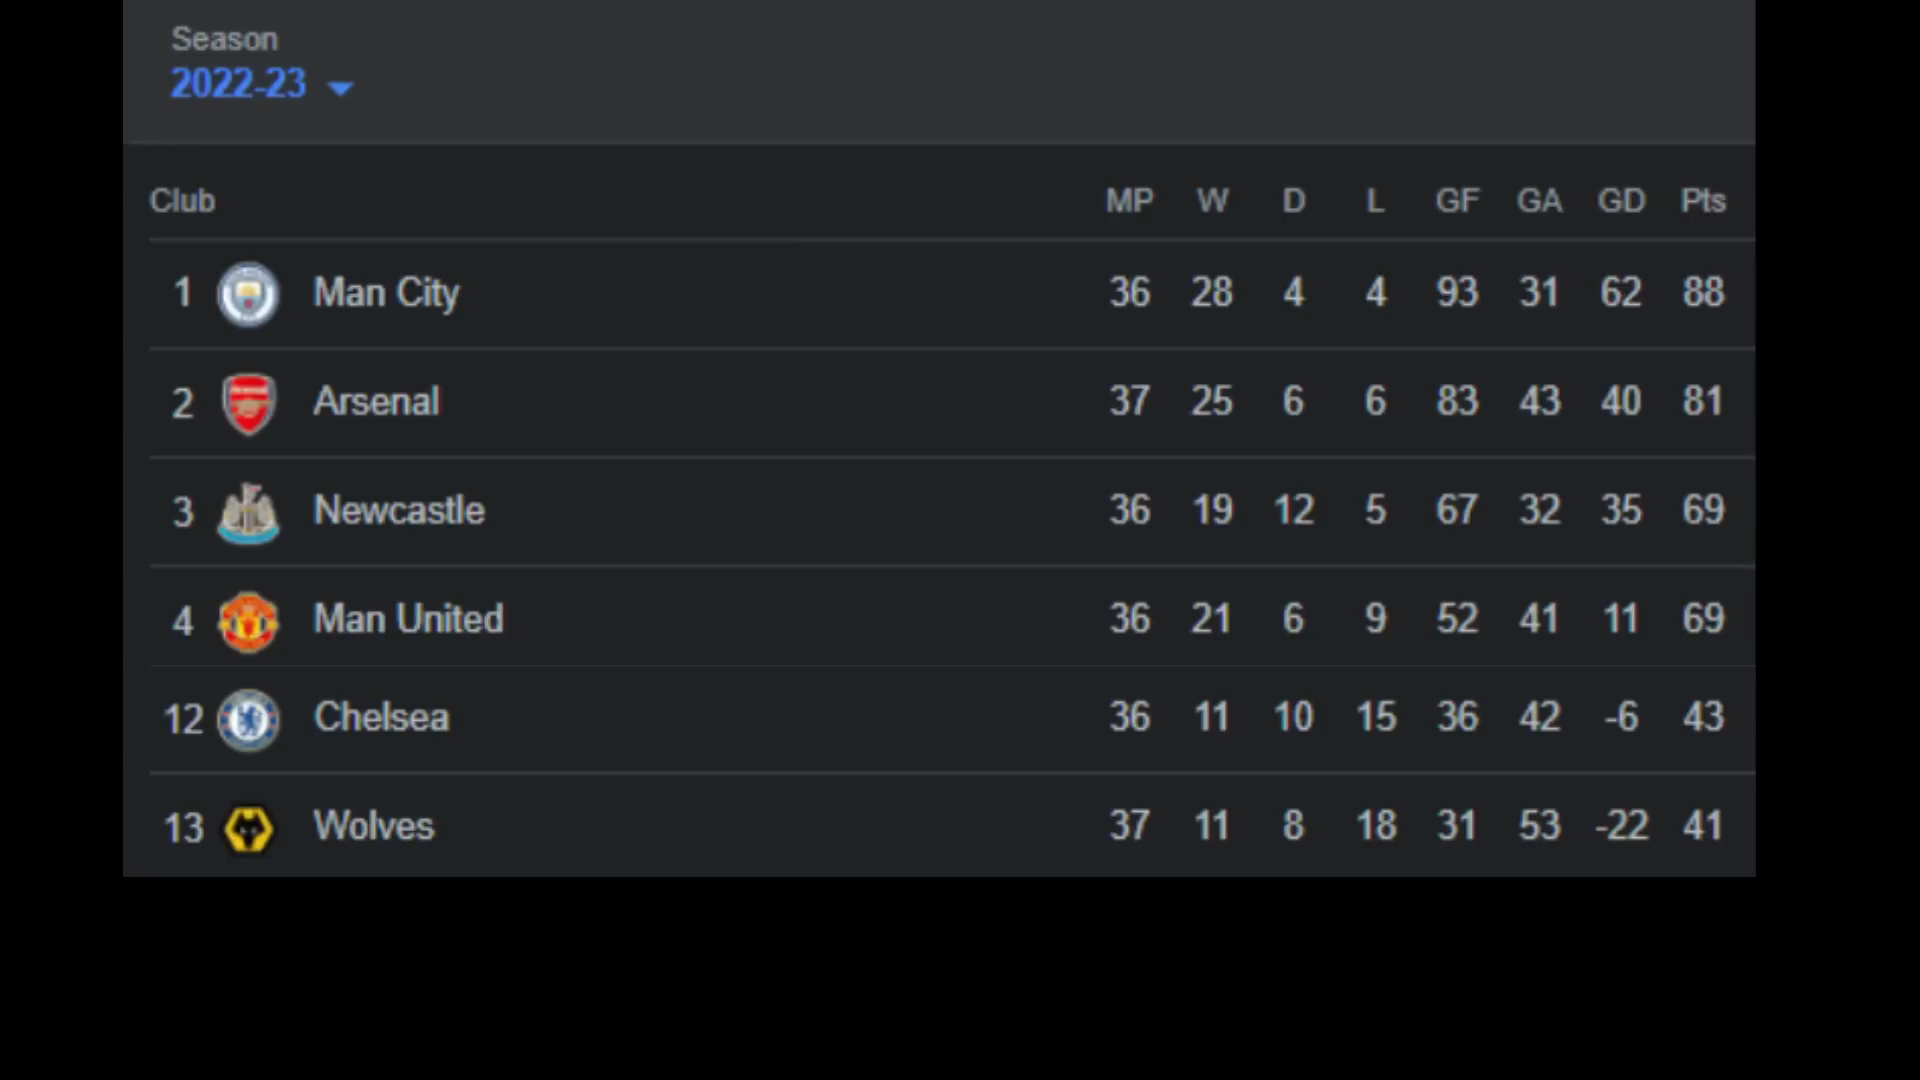 Season
2022-23
Club MP W D L GF GA GD Pts
1 Man City 36 28 4 4 93 31 62 88
2 Arsenal 37 25 6 6 83 43 40 81
3 Newcastle 36 19 12 5 67 32 35 69
4 Man United 36 21 6 9 52 41 11 69
12 Chelsea 36 11 10 15 36 42 -6 43
13 Wolves 37 11 8 18 31 53 -22 41